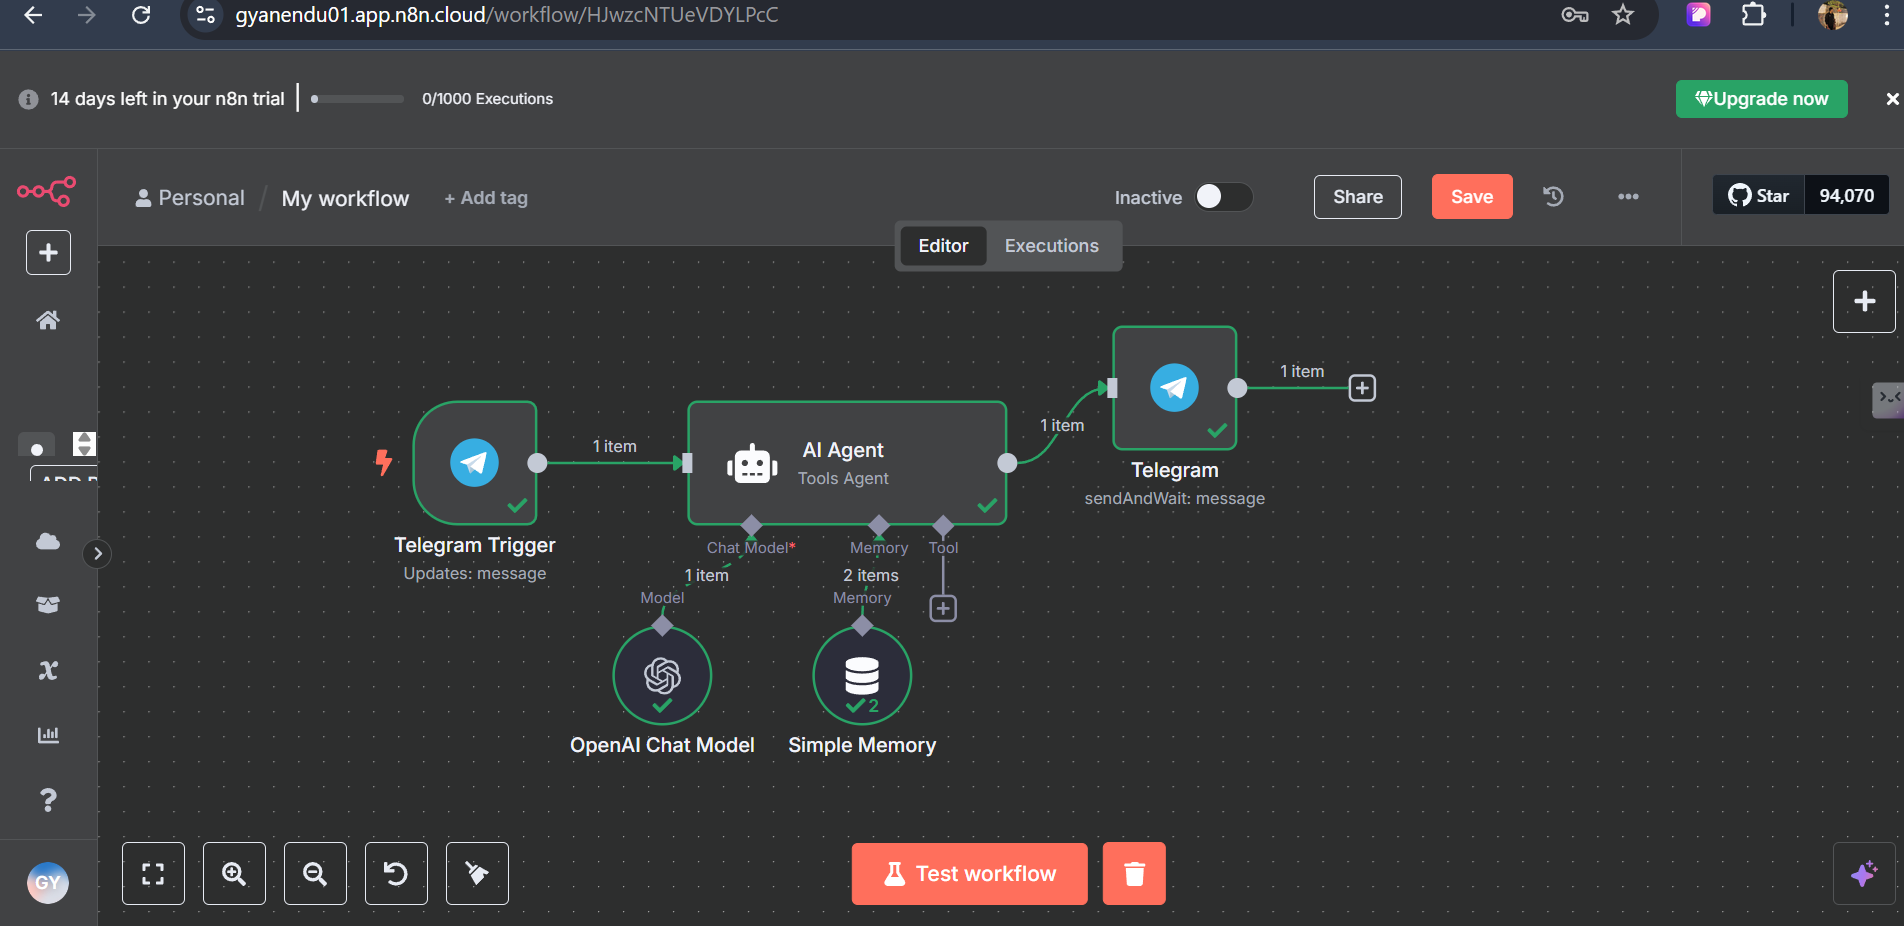 gyanendu01.app.n8n.cloud/workflow/HJwzcNTUeVDYLPcC
14 days left in your n8n trial
0/1000 Executions
Upgrade now
Personal / My workflow
+ Add tag
Inactive
Share
Save
Star
94,070
Editor
Executions
1 item
1 item
1 item
AI Agent
Tools Agent
Telegram
sendAndWait: message
Telegram Trigger
Updates: message
Chat Model*
Memory
Tool
1 item
2 items
Model
Memory
2
OpenAI Chat Model
Simple Memory
Test workflow
GY